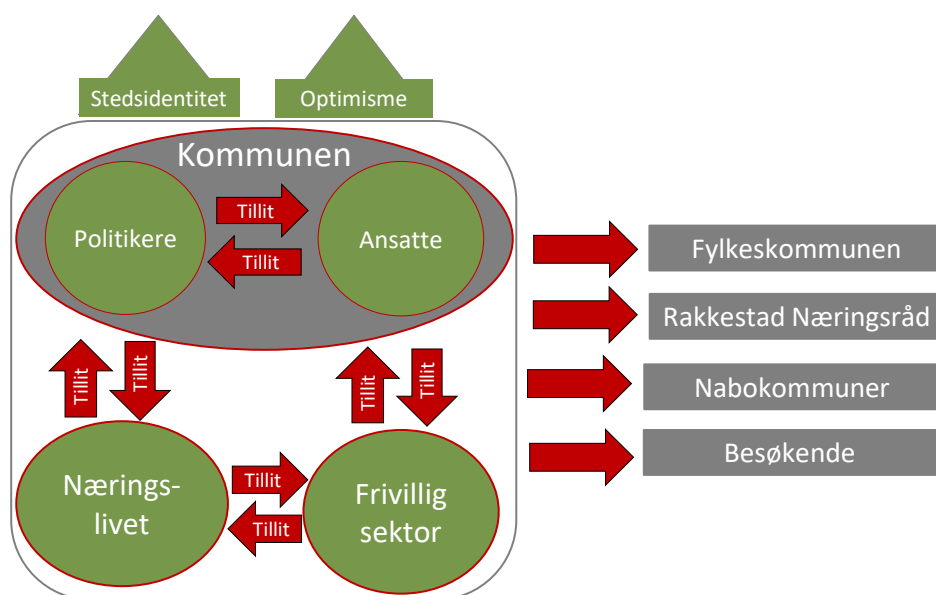 Stedsidentitet
Optimisme
Kommunen
Politikere
Tillit
Tillit
Ansatte
Fylkeskommunen
Rakkestad Næringsråd
Nabokommuner
Besøkende
Tillit
Tillit
Tillit
Tillit
Nærings-
livet
Tillit
Tillit
Frivillig
sektor